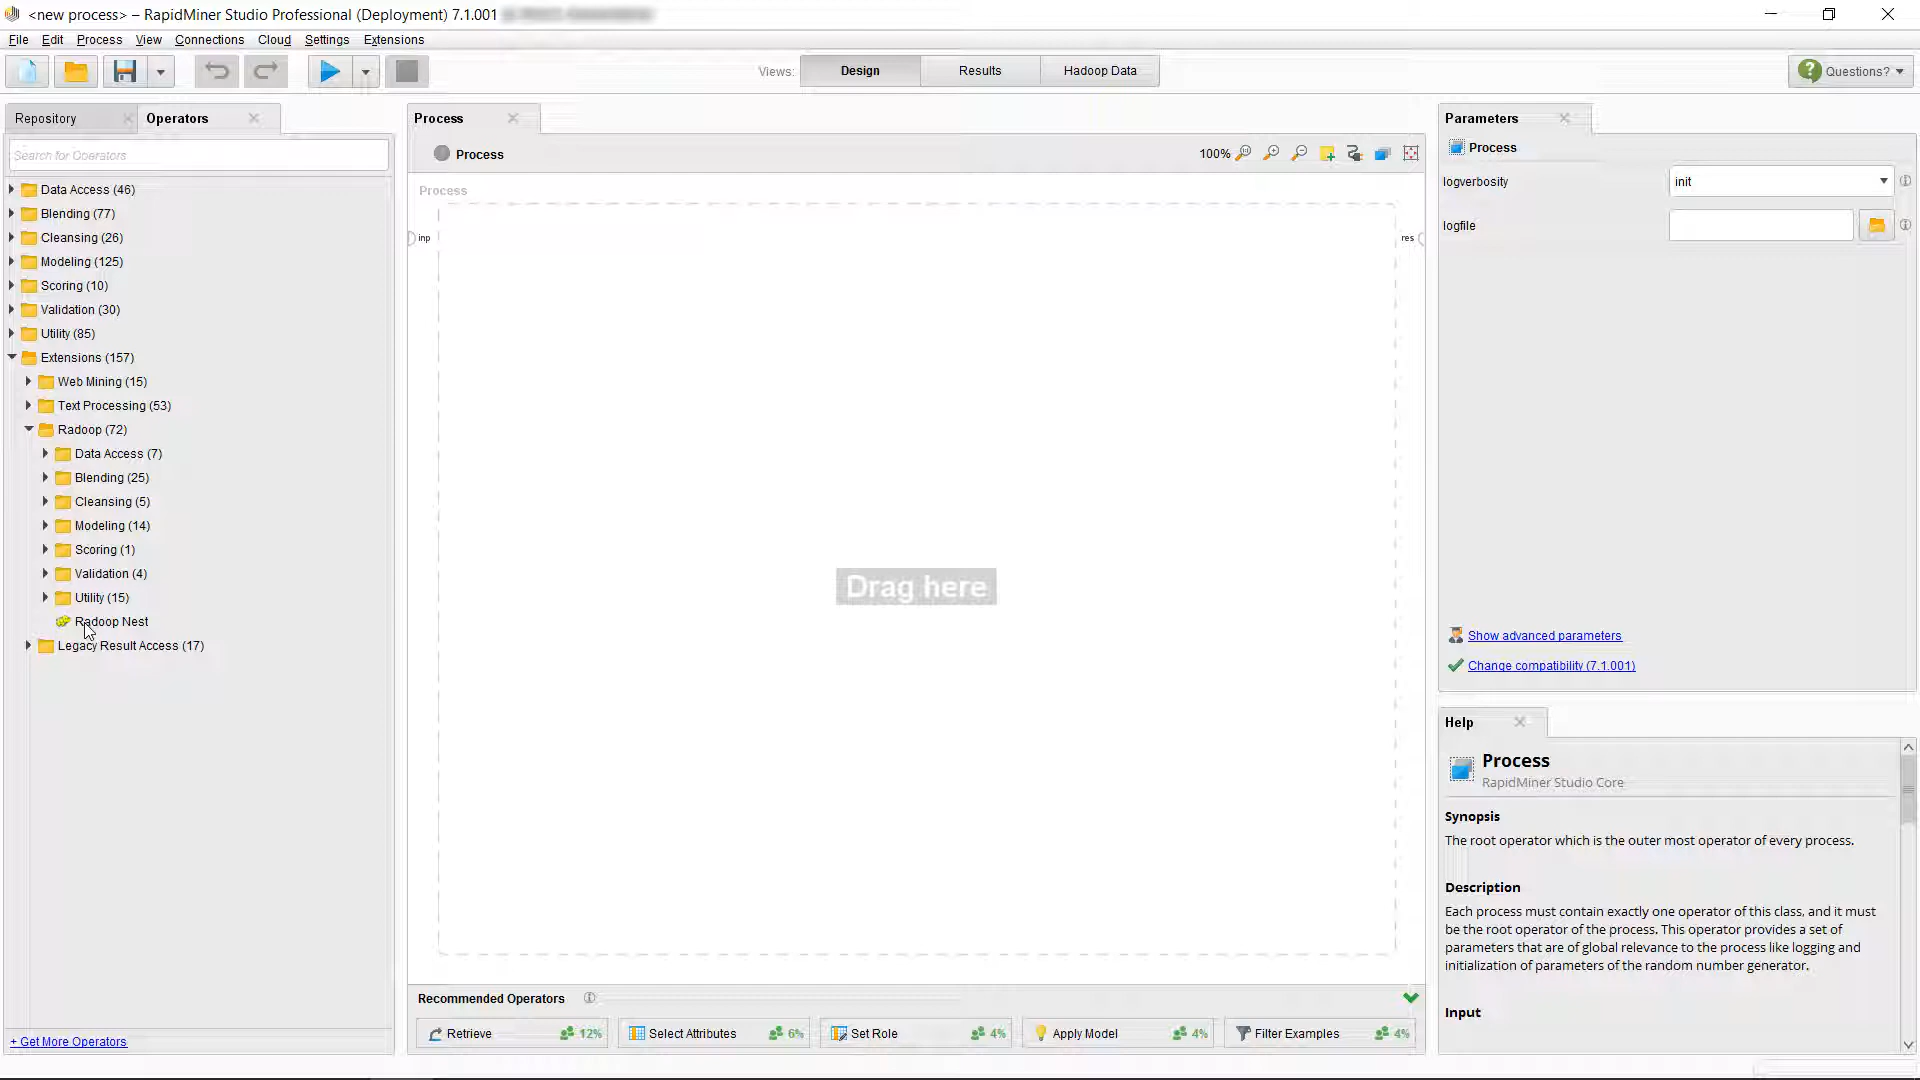 <new process> – RapidMiner Studio Professional (Deployment) 7.1.001
File Edit Process View Connections Cloud Settings Extensions
Views: Design Results Hadoop Data Questions?
Repository Operators
Search for Operators
Data Access (46)
Blending (77)
Cleansing (26)
Modeling (125)
Scoring (10)
Validation (30)
Utility (85)
Extensions (157)
Web Mining (15)
Text Processing (53)
Radoop (72)
Data Access (7)
Blending (25)
Cleansing (5)
Modeling (14)
Scoring (1)
Validation (4)
Utility (15)
Radoop Nest
Legacy Result Access (17)
+ Get More Operators
Process
Process 100%
Process
inp res
Drag here
Recommended Operators
Retrieve 12% Select Attributes 6% Set Role 4% Apply Model 4% Filter Examples 4%
Parameters
Process
logverbosity init
logfile
Show advanced parameters
Change compatibility (7.1.001)
Help
Process
RapidMiner Studio Core
Synopsis
The root operator which is the outer most operator of every process.
Description
Each process must contain exactly one operator of this class, and it must
be the root operator of the process. This operator provides a set of
parameters that are of global relevance to the process like logging and
initialization of parameters of the random number generator.
Input